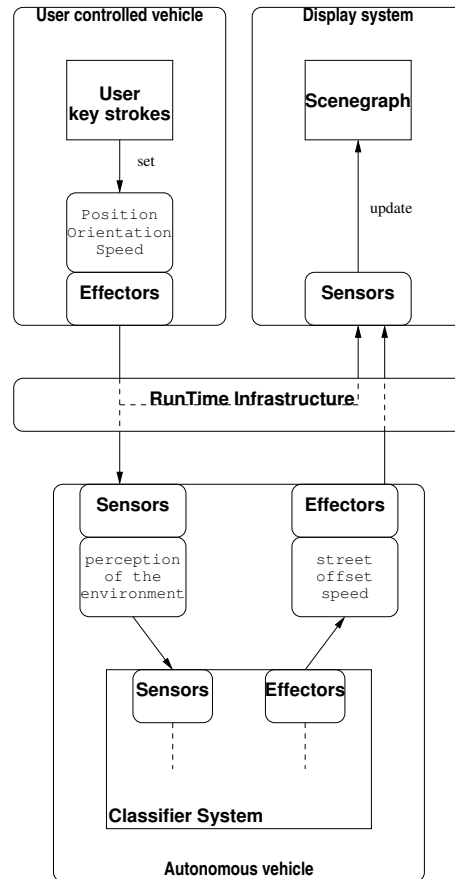 User controlled vehicle
Display system
User
key strokes
Scenegraph
set
update
Position
Orientation
Speed
Effectors
Sensors
RunTime Infrastructure
Sensors
Effectors
perception
of the
environment
street
offset
speed
Sensors
Effectors
Classifier System
Autonomous vehicle